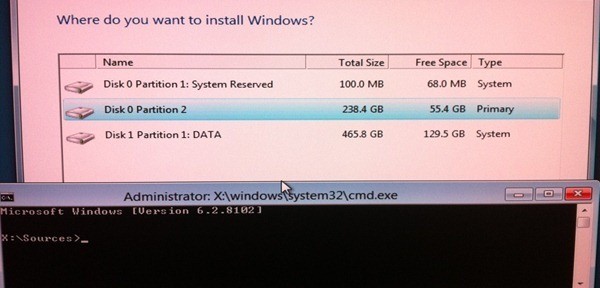 Where do you want to install Windows?
Name Total Size Free Space Type
Disk 0 Partition 1: System Reserved 100.0 MB 68.0 MB System
Disk 0 Partition 2 238.4 GB 55.4 GB Primary
Disk 1 Partition 1: DATA 465.8 GB 129.5 GB System
Administrator: X:\windows\system32\cmd.exe
Microsoft Windows [Version 6.2.8102]
X:\Sources>_